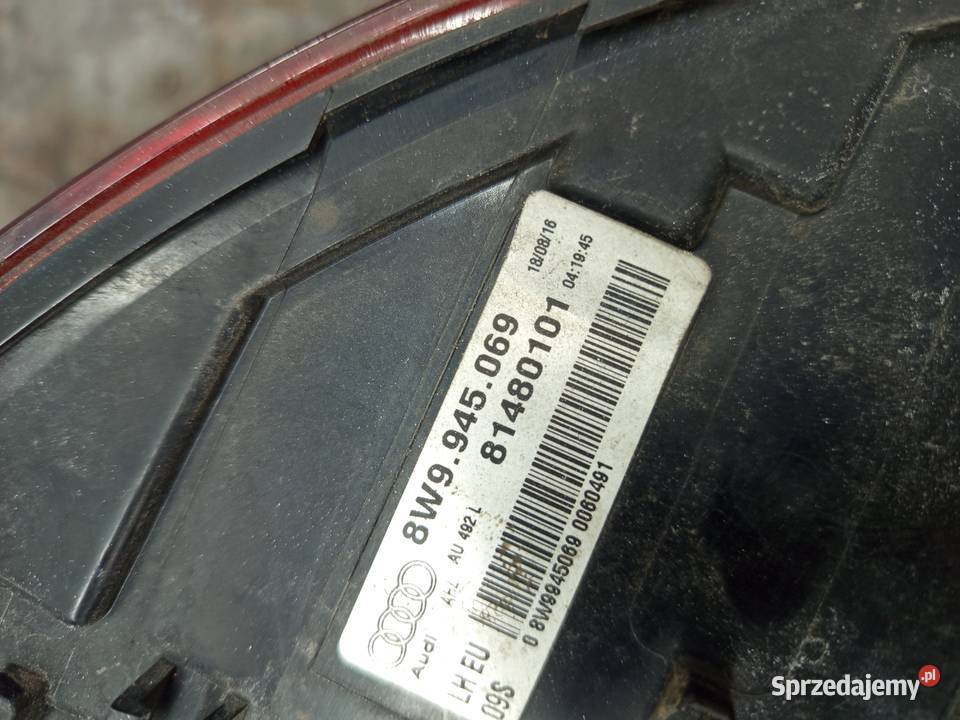 18/08/16
04:19:45
8W9.945.069
81480101
AU 492 L
Audi
LH EU
09S
0 8W9945069 0060491
Sprzedajemy.pl